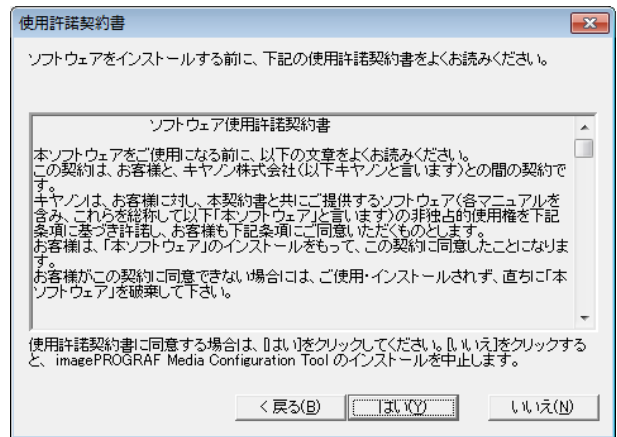 使用許諾契約書
ソフトウェアをインストールする前に、下記の使用許諾契約書をよくお読みください。
ソフトウェア使用許諾契約書
本ソフトウェアをご使用になる前に、以下の文章をよくお読みください。
この契約は、お客様と、キヤノン株式会社(以下キヤノンと言います)との間の契約で
す。
キヤノンは、お客様に対し、本契約書と共にご提供するソフトウェア(各マニュアルを
含み、これらを総称して以下「本ソフトウェア」と言います)の非独占的使用権を下記
条項に基づき許諾し、お客様も下記条項にご同意いただくものとします。
お客様は、「本ソフトウェア」のインストールをもって、この契約に同意したことになりま
す。
お客様がこの契約に同意できない場合には、ご使用・インストールされず、直ちに「本
ソフトウェア」を破棄して下さい。
使用許諾契約書に同意する場合は、[はい]をクリックしてください。[いいえ]をクリックする
と、imagePROGRAF Media Configuration Tool のインストールを中止します。
< 戻る(B) はい(Y) いいえ(N)